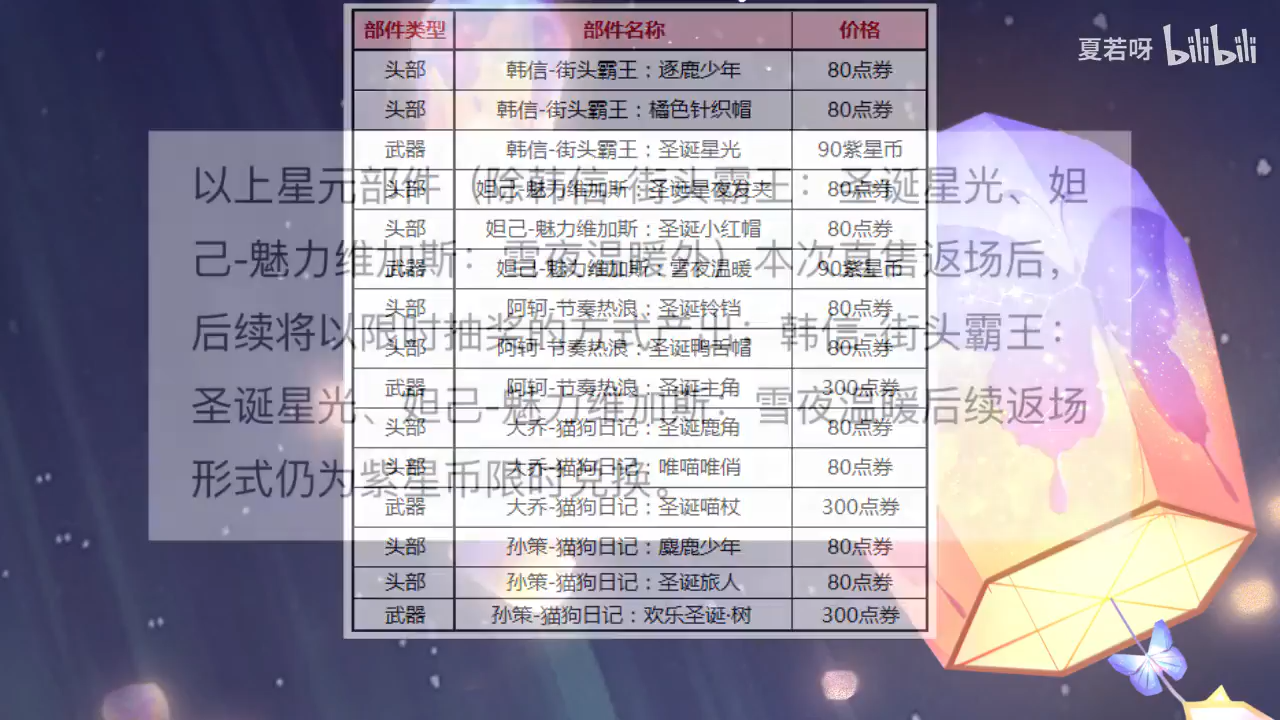 夏若呀 bilibili
部件类型 部件名称 价格
头部 韩信-街头霸王：逐鹿少年 80点券
头部 韩信-街头霸王：橘色针织帽 80点券
武器 韩信-街头霸王：圣诞星光 90紫星币
头部 妲己-魅力维加斯：圣诞星夜发夹 80点券
头部 妲己-魅力维加斯：圣诞小红帽 80点券
武器 妲己-魅力维加斯：雪夜温暖 90紫星币
头部 阿轲-节奏热浪：圣诞铃铛 80点券
头部 阿轲-节奏热浪：圣诞鸭舌帽 80点券
武器 阿轲-节奏热浪：圣诞主角 300点券
头部 大乔-猫狗日记：圣诞鹿角 80点券
头部 大乔-猫狗日记：唯喵唯俏 80点券
武器 大乔-猫狗日记：圣诞喵杖 300点券
头部 孙策-猫狗日记：麋鹿少年 80点券
头部 孙策-猫狗日记：圣诞旅人 80点券
武器 孙策-猫狗日记：欢乐圣诞·树 300点券
以上星元部件（除韩信-街头霸王：圣诞星光、妲
己-魅力维加斯：雪夜温暖外）本次直售返场后，
后续将以限时抽奖的方式产出；韩信-街头霸王：
圣诞星光、妲己-魅力维加斯：雪夜温暖后续返场
形式仍为紫星币限时兑换。